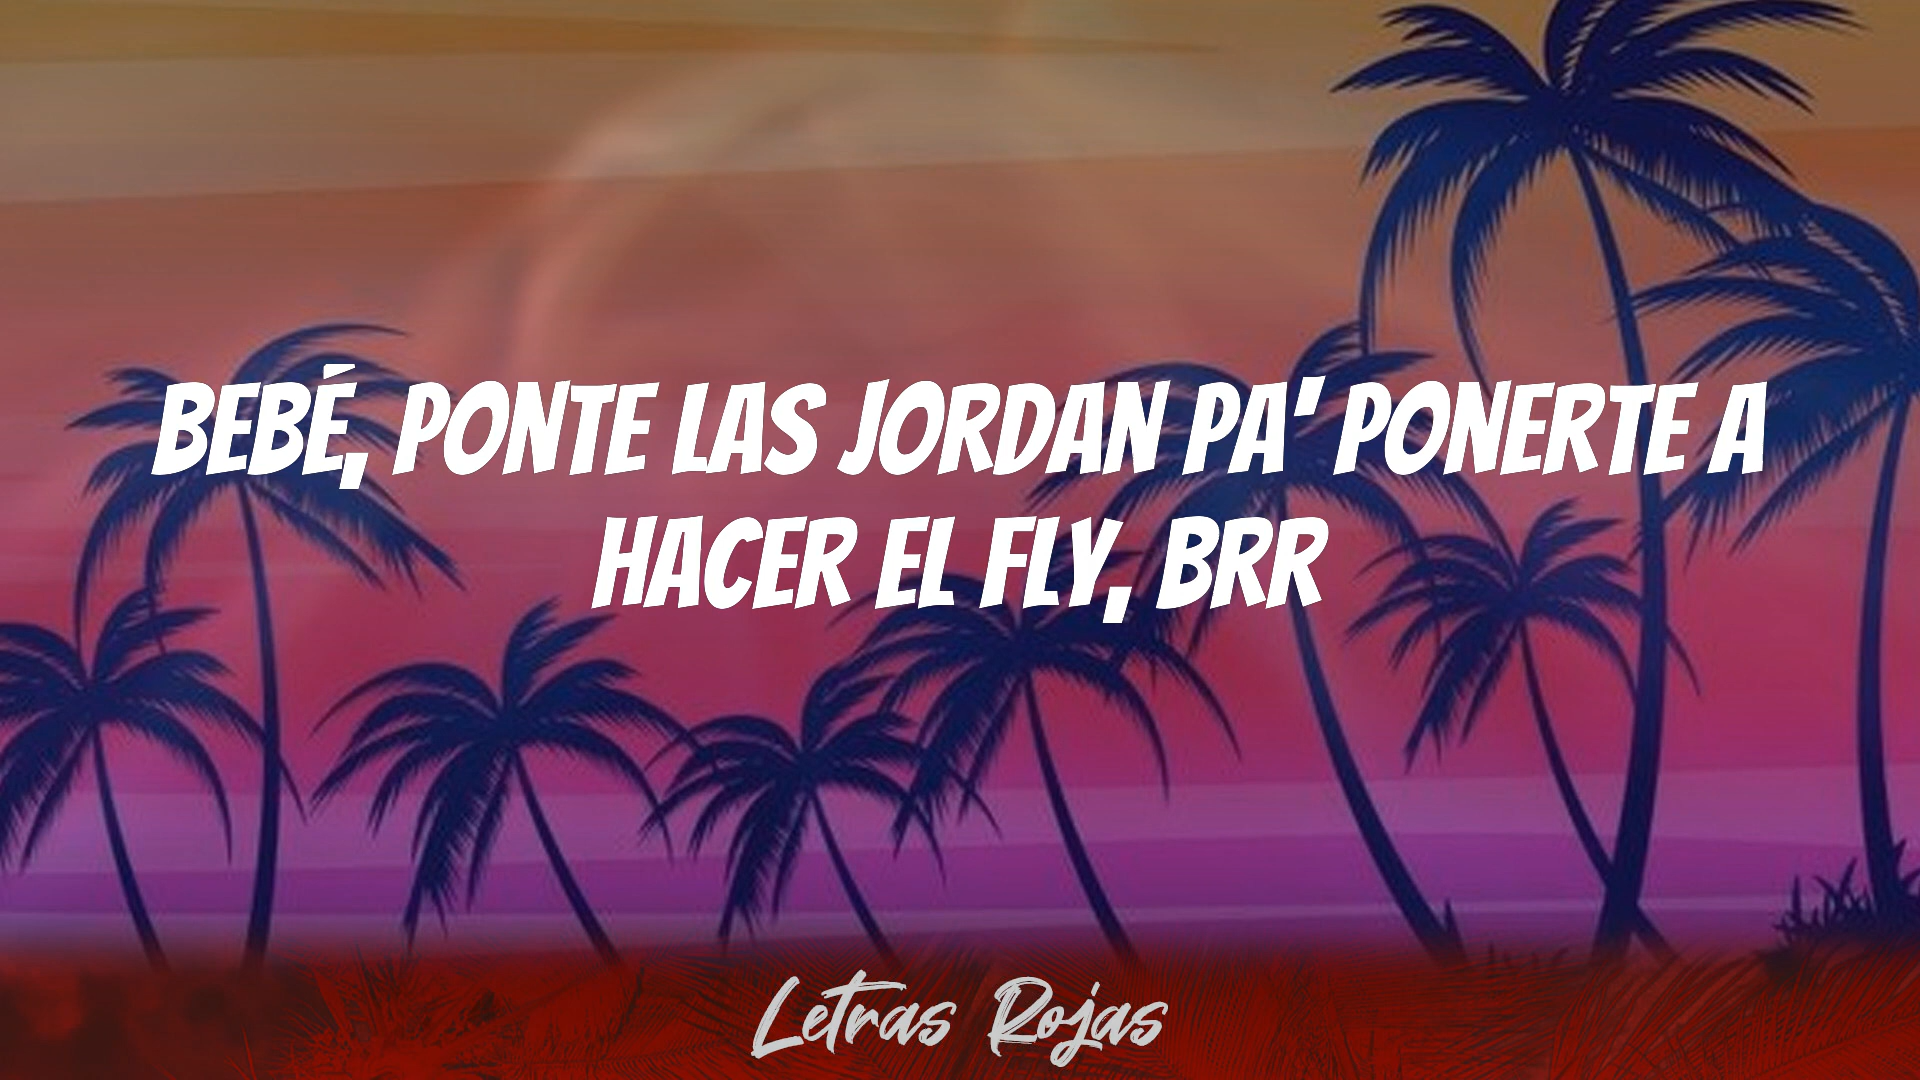 BEBÉ, PONTE LAS JORDAN PA' PONERTE A
HACER EL FLY, BRR
Letras Rojas